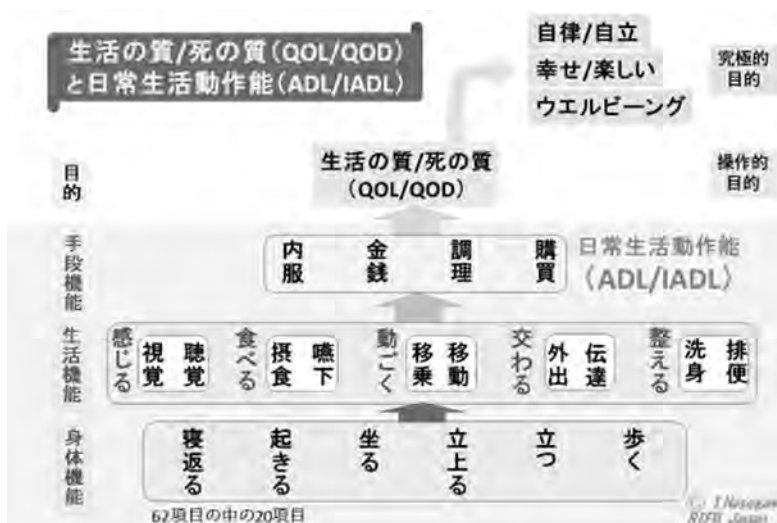 生活の質/死の質(QOL/QOD)
と日常生活動作能(ADL/IADL)
自律/自立
幸せ/楽しい
ウエルビーング
究極的
目的
生活の質/死の質
(QOL/QOD)
操作的
目的
目的
手段機能
内服
金銭
調理
購買
日常生活動作能
(ADL/IADL)
生活機能
感じる
視覚
聴覚
食べる
摂食
嚥下
動ごく
移乗
移動
交わる
外出
伝達
整える
洗身
排便
身体機能
寝返る
起きる
坐る
立上る
立つ
歩く
62項目の中の20項目